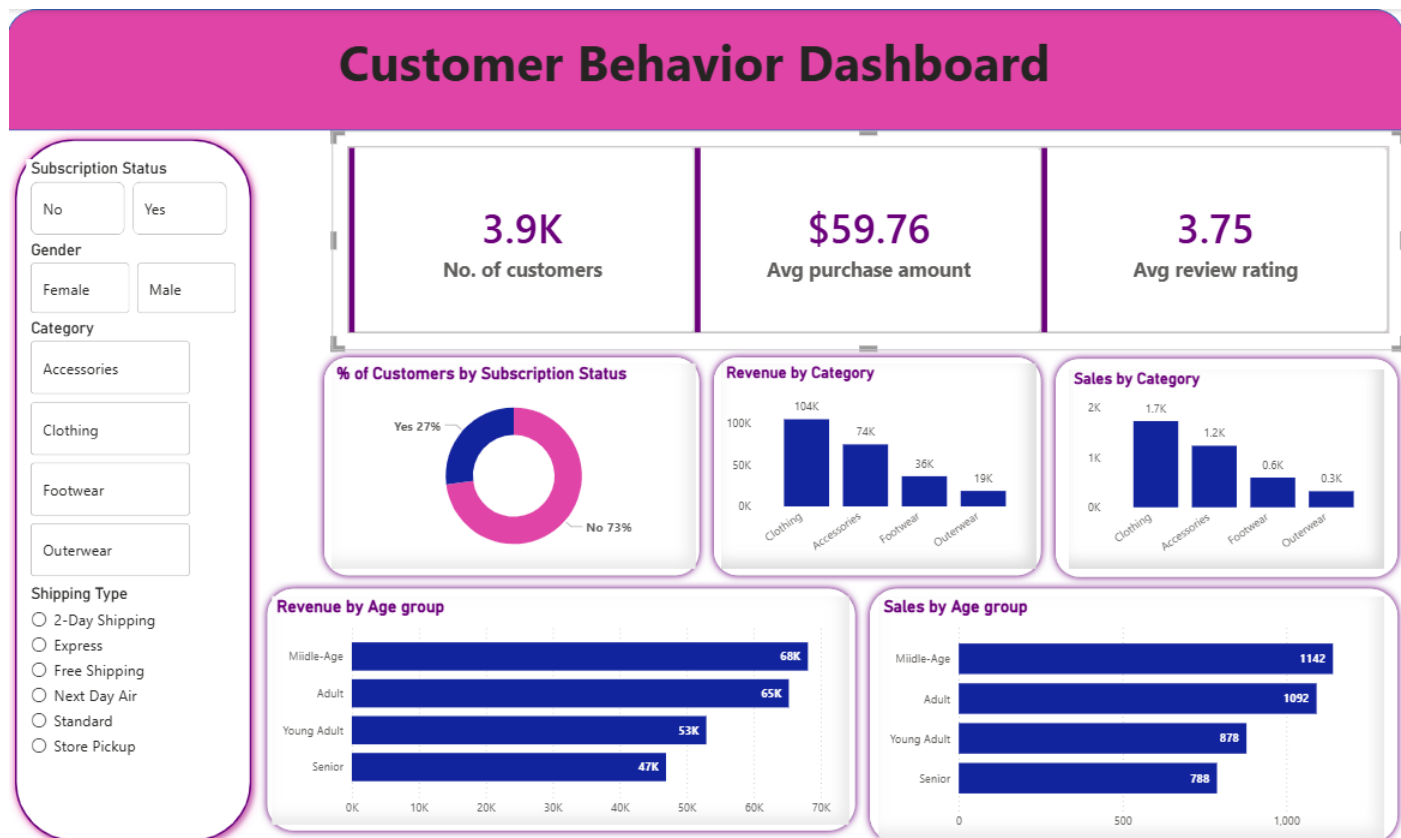 Customer Behavior Dashboard
Subscription Status
No
Yes
Gender
Female
Male
Category
Accessories
Clothing
Footwear
Outerwear
Shipping Type
2-Day Shipping
Express
Free Shipping
Next Day Air
Standard
Store Pickup
3.9K
No. of customers
$59.76
Avg purchase amount
3.75
Avg review rating
% of Customers by Subscription Status
Yes 27%
No 73%
Revenue by Category
100K
50K
0K
104K
74K
36K
19K
Clothing
Accessories
Footwear
Outerwear
Sales by Category
2K
1K
0K
1.7K
1.2K
0.6K
0.3K
Clothing
Accessories
Footwear
Outerwear
Revenue by Age group
Miidle-Age
68K
Adult
65K
Young Adult
53K
Senior
47K
0K
10K
20K
30K
40K
50K
60K
70K
Sales by Age group
Miidle-Age
1142
Adult
1092
Young Adult
878
Senior
788
0
500
1,000